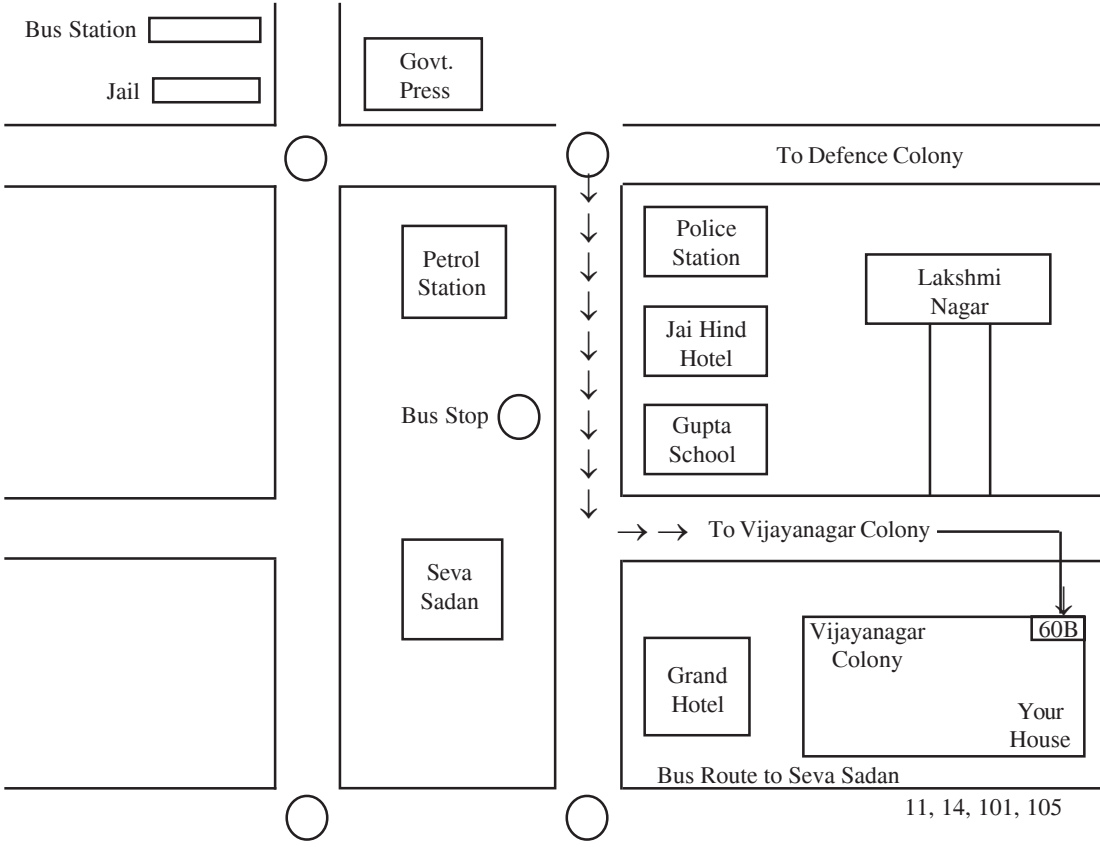 Bus Station
Jail
Govt.
Press
To Defence Colony
Police
Station
Petrol
Station
Lakshmi
Nagar
Jai Hind
Hotel
Bus Stop
Gupta
School
To Vijayanagar Colony
Seva
Sadan
Vijayanagar
Colony
60B
Grand
Hotel
Your
House
Bus Route to Seva Sadan
11, 14, 101, 105